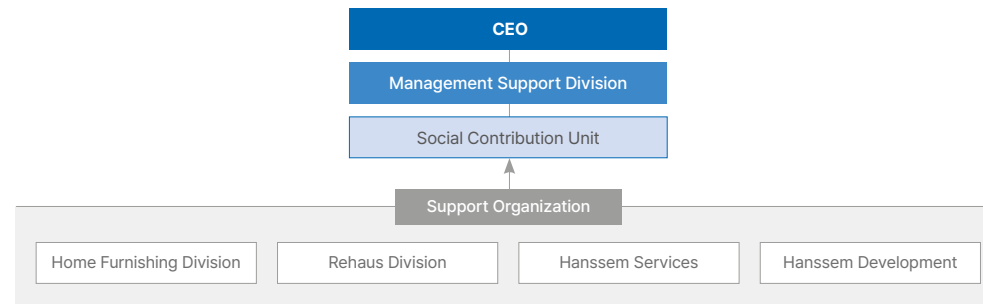 CEO
Management Support Division
Social Contribution Unit
Support Organization
Home Furnishing Division
Rehaus Division
Hanssem Services
Hanssem Development